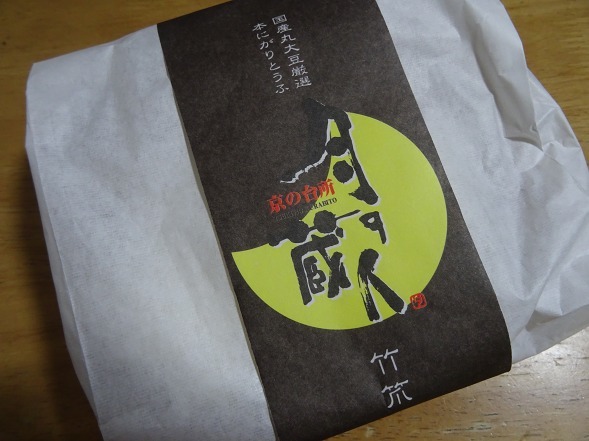 国産丸大豆厳選
本にがりとうふ
京の台所
月の蔵人
竹笊